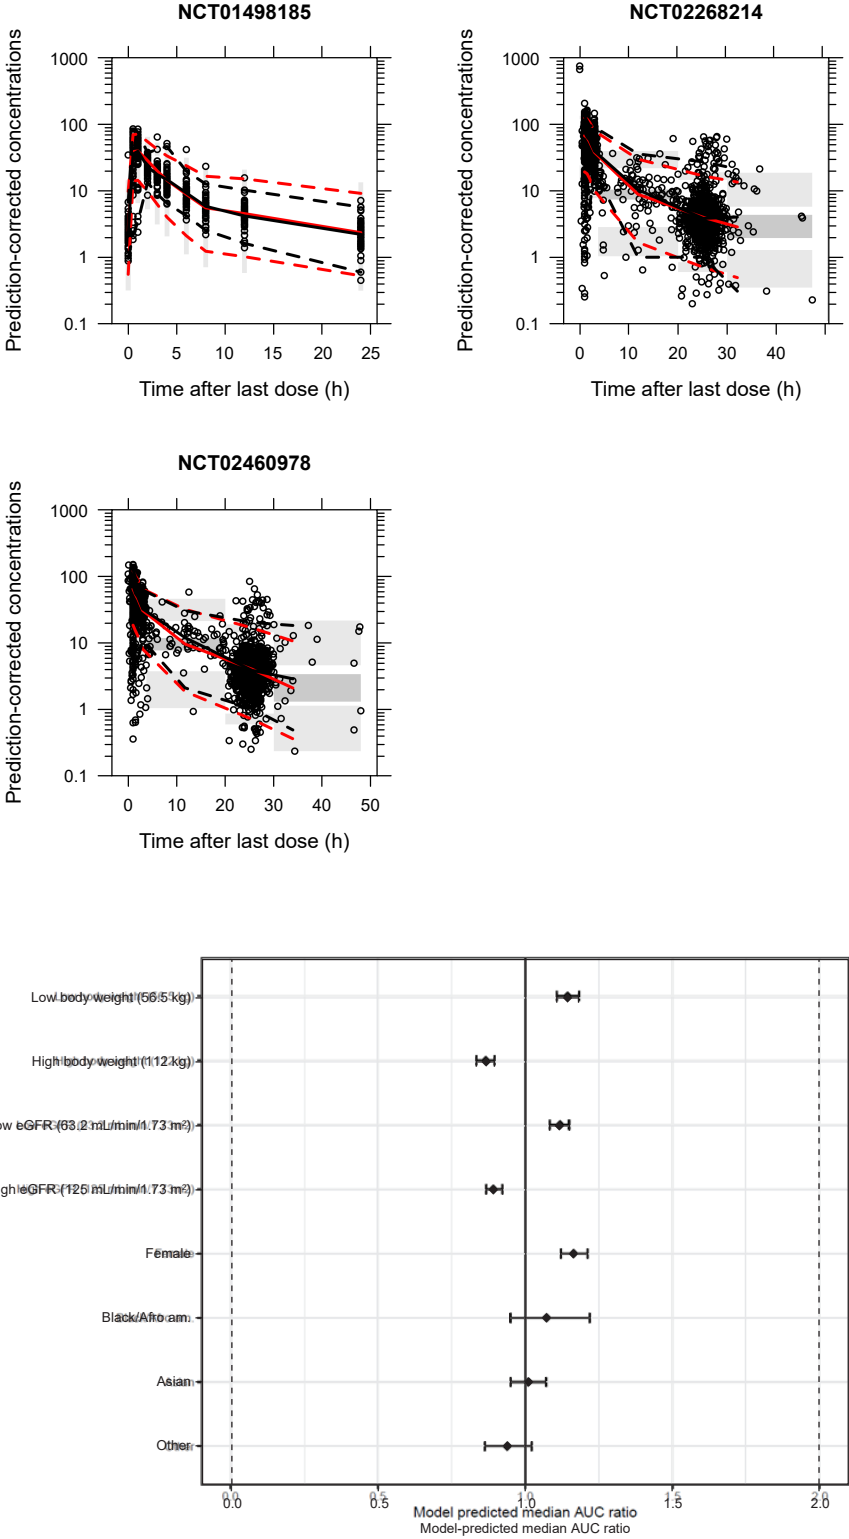 NCT01498185
NCT02268214
Prediction-corrected concentrations
1000
100
10
1
0.1
0 5 10 15 20 25
Time after last dose (h)
Prediction-corrected concentrations
1000
100
10
1
0.1
0 10 20 30 40
Time after last dose (h)
NCT02460978
Prediction-corrected concentrations
1000
100
10
1
0.1
0 10 20 30 40 50
Time after last dose (h)
Low body weight (56.5 kg)
High body weight (112 kg)
w eGFR (63.2 mL/min/1.73 m²)
gh eGFR (125 mL/min/1.73 m²)
Female
Black/Afro am.
Asian
Other
0.0 0.5 1.0 1.5 2.0
Model predicted median AUC ratio
Model-predicted median AUC ratio